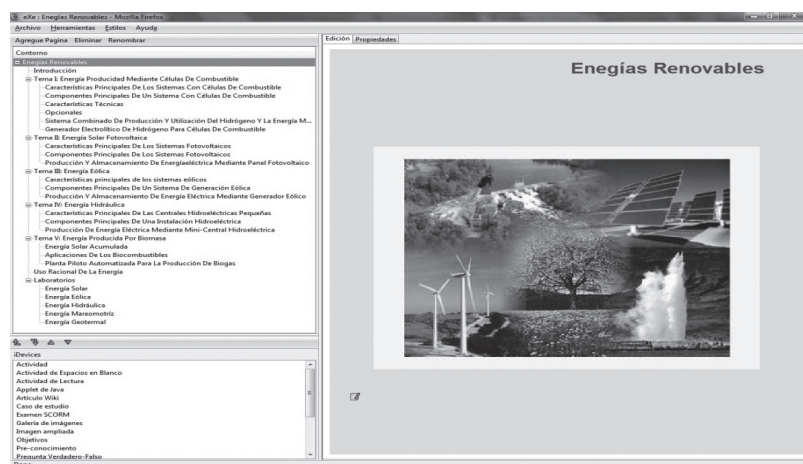 eXe : Enegías Renovables - Mozilla Firefox
Archivo Herramientas Estilos Ayuda
Agregue Pagina Eliminar Renombrar
Contorno
Enegías Renovables
Introducción
Tema I: Energía Producidad Mediante Células De Combustible
Características Principales De Los Sistemas Con Células De Combustible
Componentes Principales De Un Sistema Con Células De Combustible
Características Técnicas
Opcionales
Sistema Combinado De Producción Y Utilización Del Hidrógeno Y La Energía M...
Generador Electrolítico De Hidrógeno Para Células De Combustible
Tema II: Energía Solar Fotovoltaica
Características Principales De Los Sistemas Fotovoltaicos
Componentes Principales De Los Sistemas Fotovoltaicos
Producción Y Almacenamiento De Energíaeléctrica Mediante Panel Fotovoltaico
Tema III: Energía Eólica
Características principales de los sistemas eólicos
Componentes Principales De Un Sistema De Generación Eólica
Producción Y Almacenamiento De Energía Eléctrica Mediante Generador Eólico
Tema IV: Energía Hidráulica
Características Principales De Las Centrales Hidroeléctricas Pequeñas
Componentes Principales De Una Instalación Hidroeléctrica
Producción De Energía Eléctrica Mediante Mini-Central Hidroeléctrica
Tema V: Energía Producida Por Biomasa
Energía Solar Acumulada
Aplicaciones De Los Biocombustibles
Planta Piloto Automatizada Para La Producción De Biogas
Uso Racional De La Energía
Laboratorios
Energía Solar
Energía Eólica
Energía Hidráulica
Energía Mareomotríz
Energía Geotermal
iDevices
Actividad
Actividad de Espacios en Blanco
Actividad de Lectura
Applet de Java
Artículo Wiki
Caso de estudio
Examen SCORM
Galería de imágenes
Imagen ampliada
Objetivos
Pre-conocimiento
Pregunta Verdadero-Falso
Edición Propiedades
Enegías Renovables